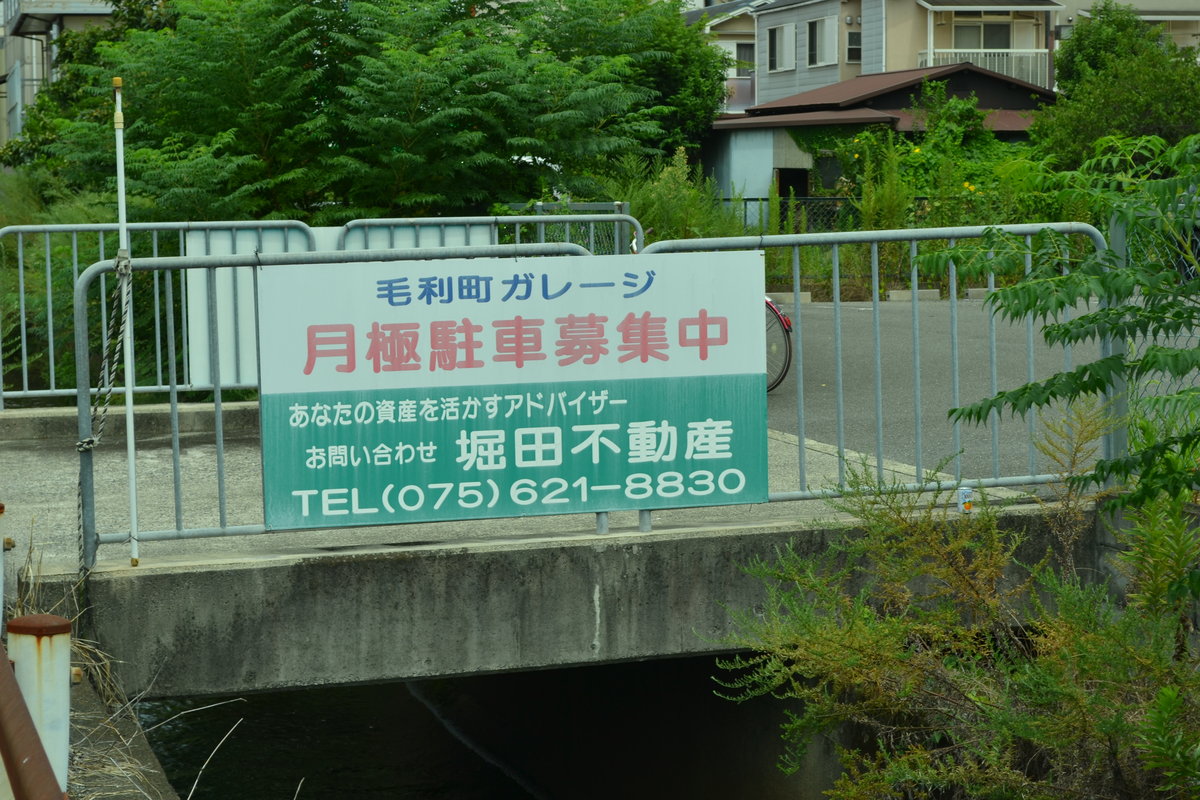 毛利町ガレージ
月極駐車募集中
あなたの資産を活かすアドバイザー
お問い合わせ 堀田不動産
TEL(075)621-8830